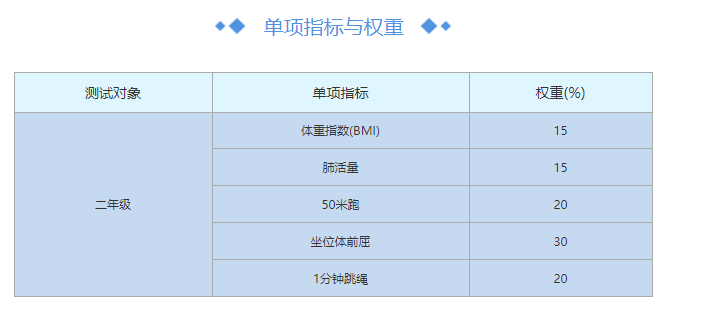 单项指标与权重
测试对象 单项指标 权重(%)
体重指数(BMI) 15
肺活量 15
二年级 50米跑 20
坐位体前屈 30
1分钟跳绳 20